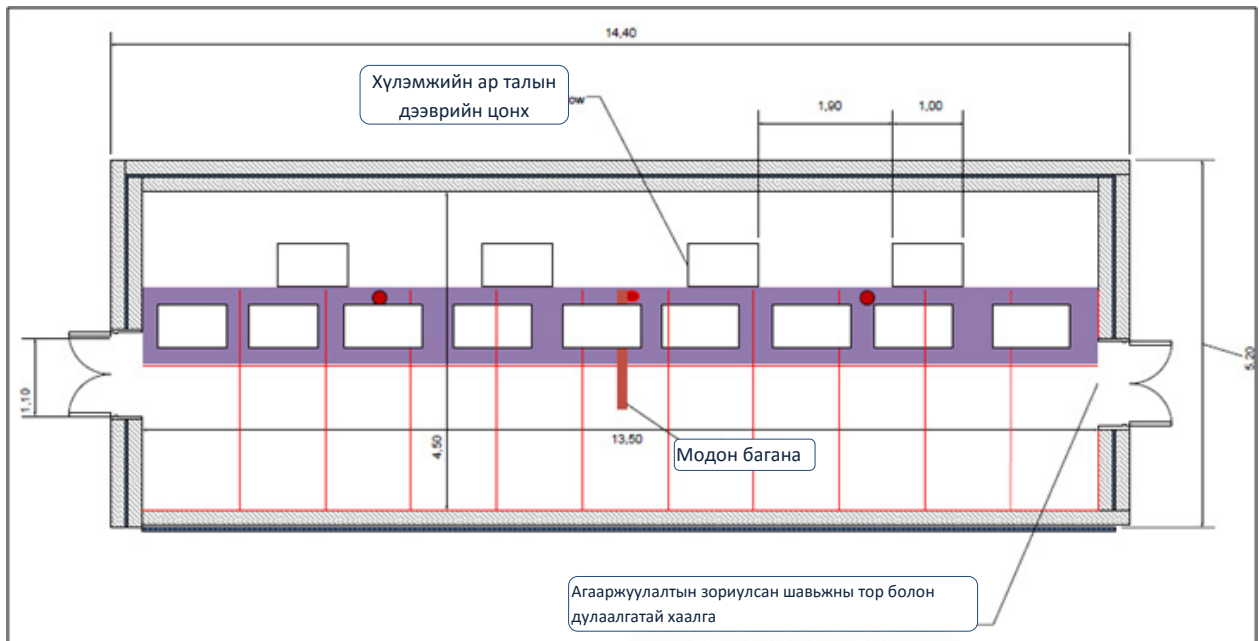 14,40
Хүлэмжийн ар талын
дээврийн цонх
ow
1,90
1,00
1,10
4,50
13,50
5,20
Модон багана
Агааржуулалтын зориулсан шавьжны тор болон
дулаалгатай хаалга